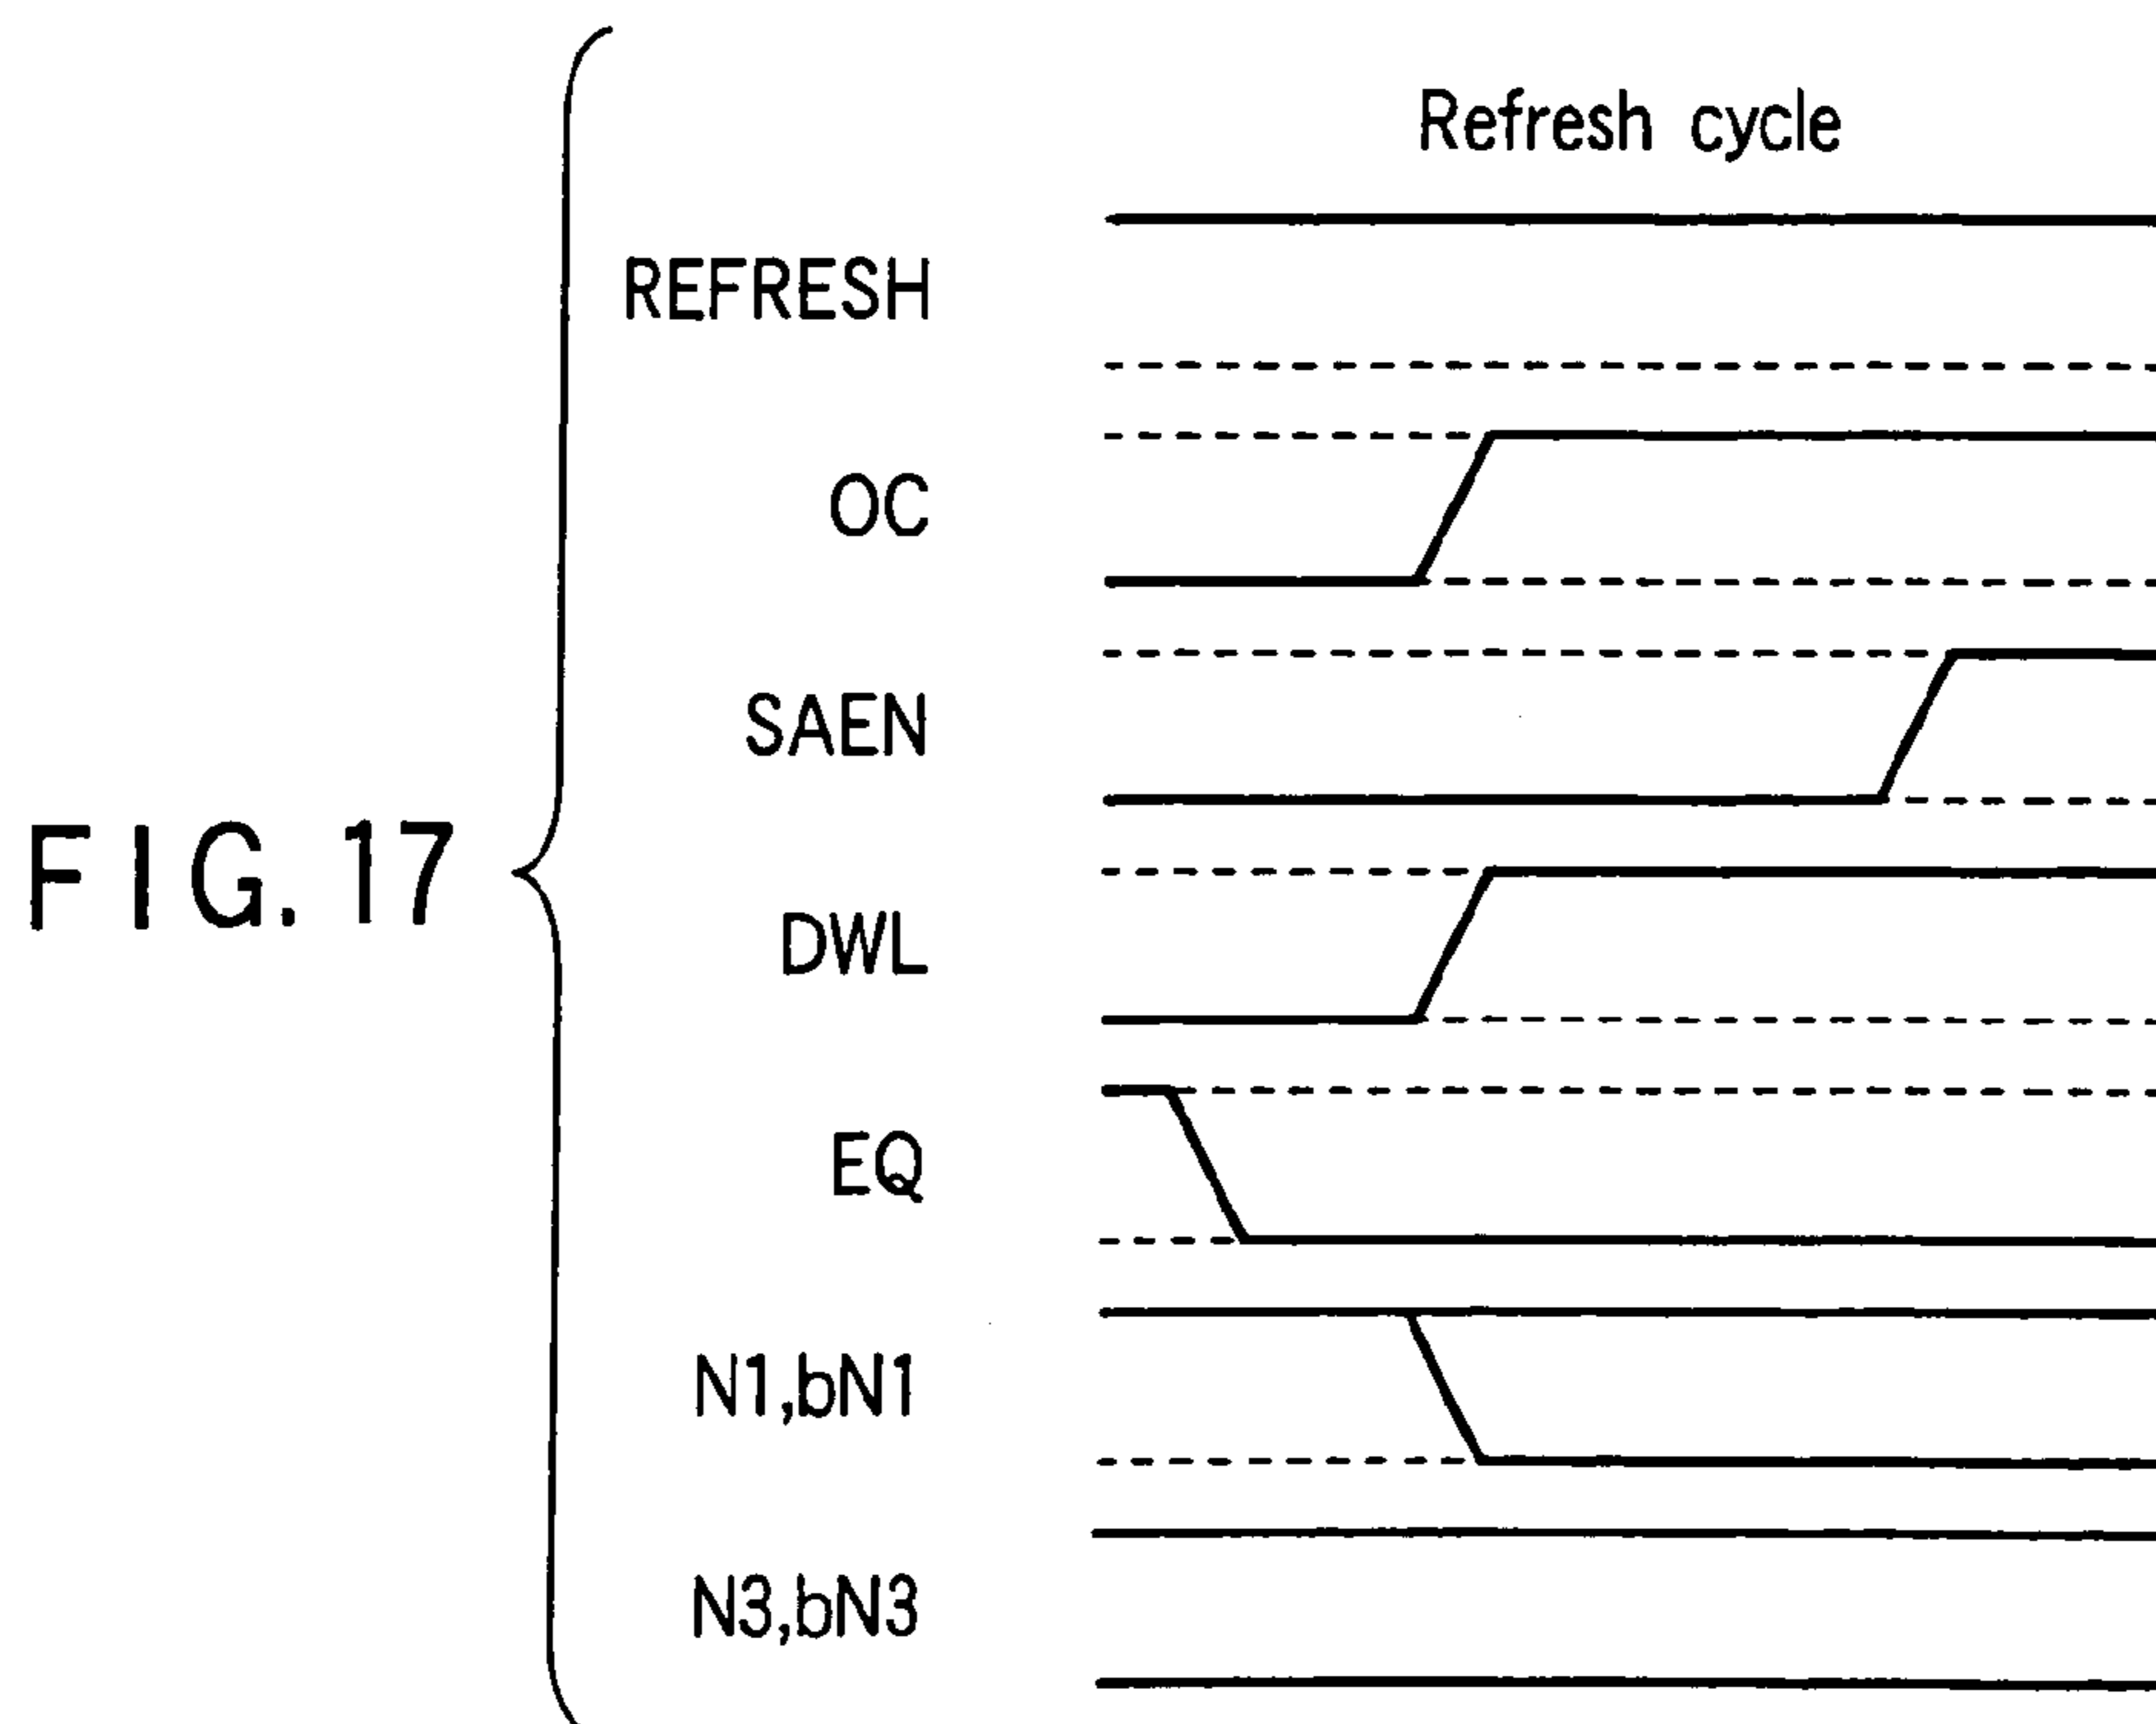 Refresh cycle
REFRESH
OC
SAEN
FIG.17
DWL
EQ
N1,bN1
N3,bN3